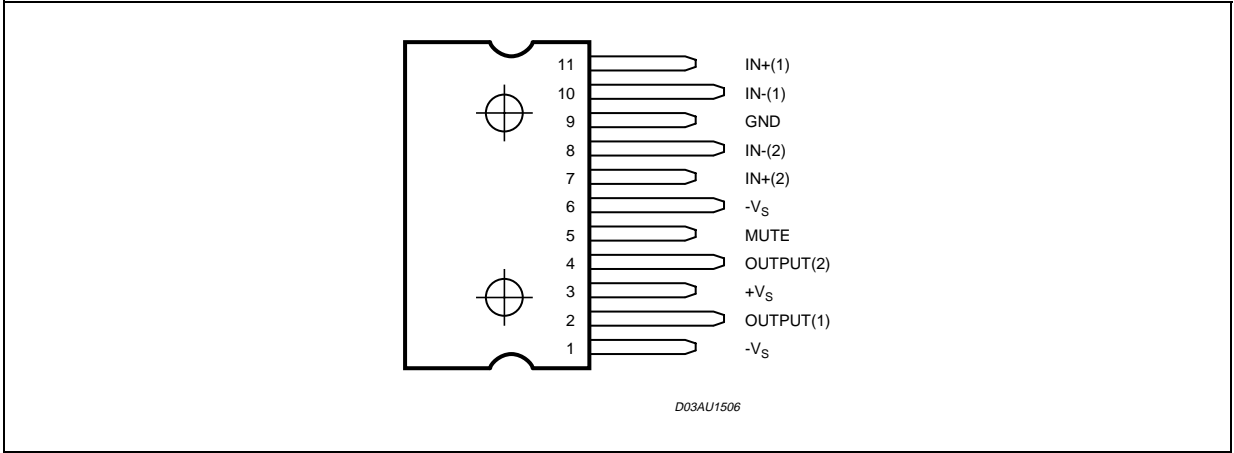 11 IN+(1)
10 IN-(1)
9 GND
8 IN-(2)
7 IN+(2)
6 -VS
5 MUTE
4 OUTPUT(2)
3 +VS
2 OUTPUT(1)
1 -VS
D03AU1506